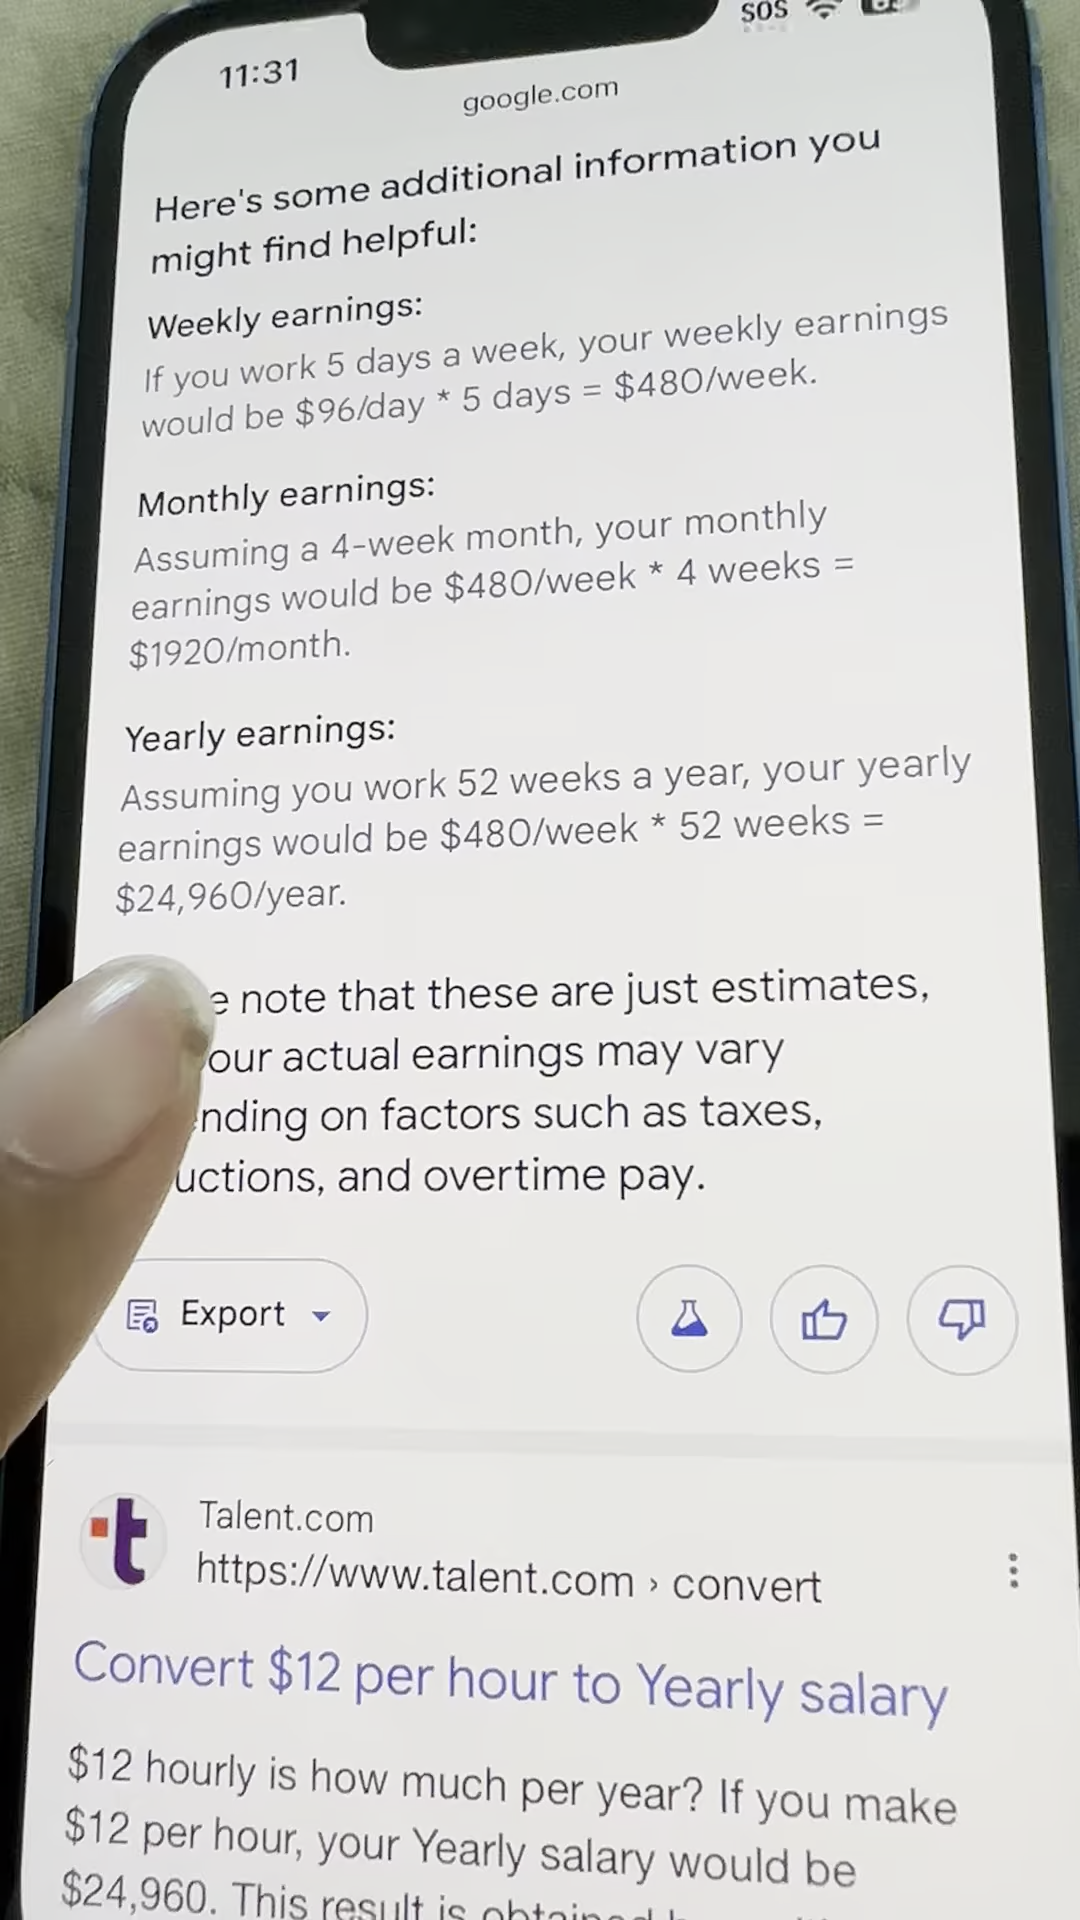 11:31
SOS
google.com
Here's some additional information you
might find helpful:
Weekly earnings:
If you work 5 days a week, your weekly earnings
would be $96/day * 5 days = $480/week.
Monthly earnings:
Assuming a 4-week month, your monthly
earnings would be $480/week * 4 weeks =
$1920/month.
Yearly earnings:
Assuming you work 52 weeks a year, your yearly
earnings would be $480/week * 52 weeks =
$24,960/year.
note that these are just estimates,
our actual earnings may vary
nding on factors such as taxes,
uctions, and overtime pay.
Export
t
Talent.com
https://www.talent.com › convert
Convert $12 per hour to Yearly salary
$12 hourly is how much per year? If you make
$12 per hour, your Yearly salary would be
$24,960. This result is